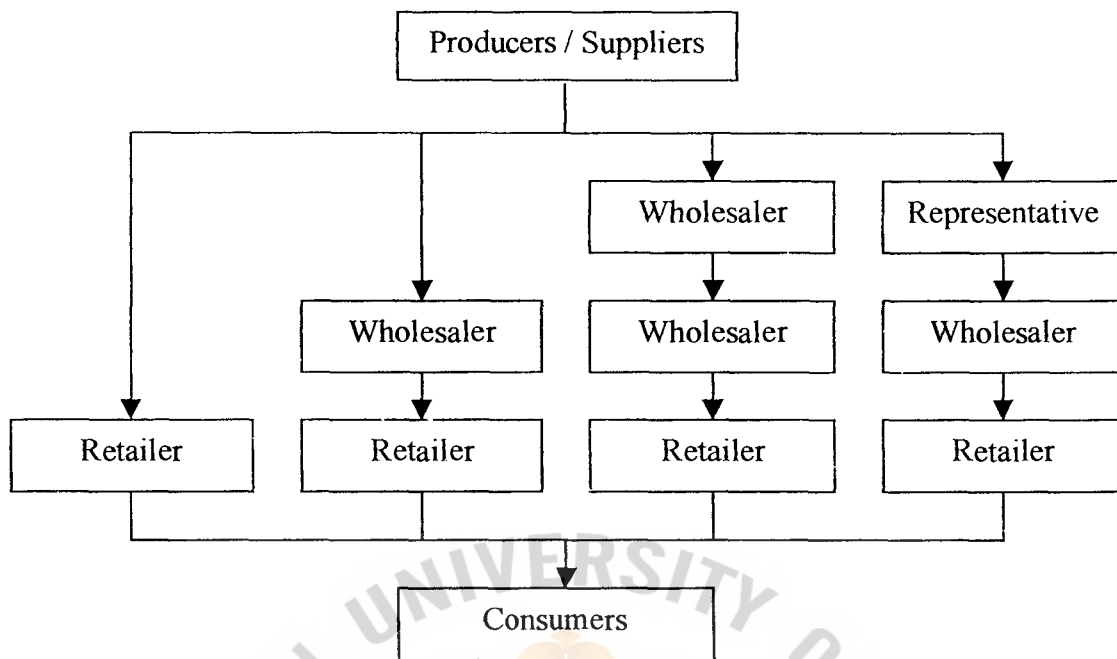 Producers / Suppliers
Wholesaler
Representative
Wholesaler
Wholesaler
Wholesaler
Retailer
Retailer
Retailer
Retailer
UNIVERSITY
Consumers